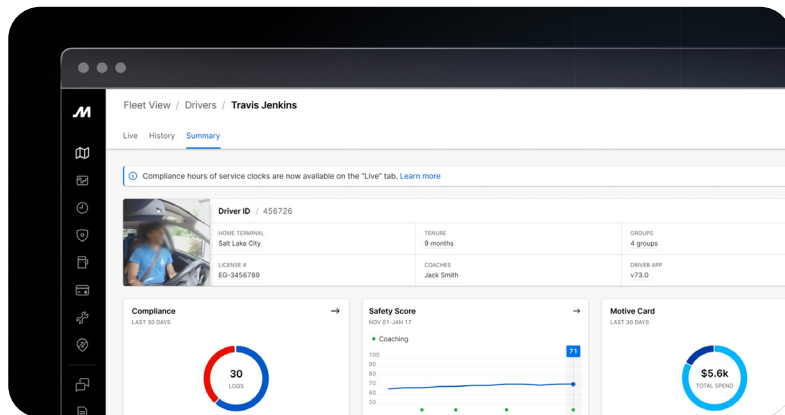 Fleet View / Drivers / Travis Jenkins
Live History Summary
Compliance hours of service clocks are now available on the "Live" tab. Learn more
Driver ID / 456726
HOME TERMINAL
Salt Lake City
TENURE
9 months
GROUPS
4 groups
LICENSE #
EG-3456789
COACHES
Jack Smith
DRIVER APP
v73.0
Compliance
LAST 30 DAYS
30
LOGS
Safety Score
NOV 01-JAN 17
Coaching
71
100
90
80
70
60
50
Motive Card
LAST 30 DAYS
$5.6k
TOTAL SPEND